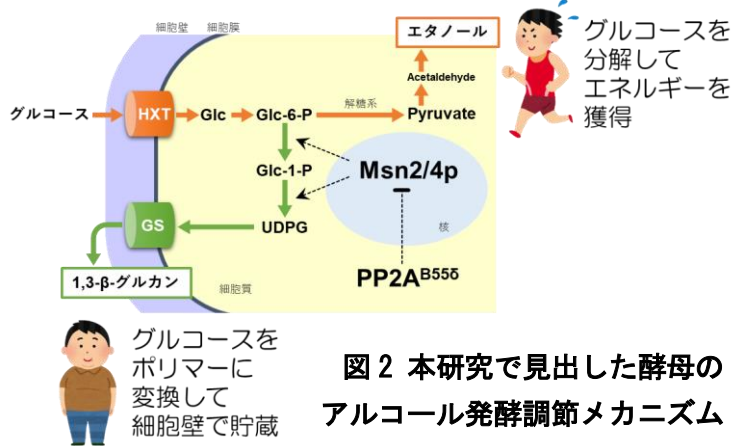 細胞壁 細胞膜
エタノール
グルコースを
分解して
エネルギーを
獲得
Acetaldehyde
グルコース HXT Glc Glc-6-P 解糖系 Pyruvate
Glc-1-P
Msn2/4p
GS UDPG
核
1,3-β-グルカン
細胞質
PP2AB55δ
グルコースを
ポリマーに
変換して
細胞壁で貯蔵
図2 本研究で見出した酵母の
アルコール発酵調節メカニズム